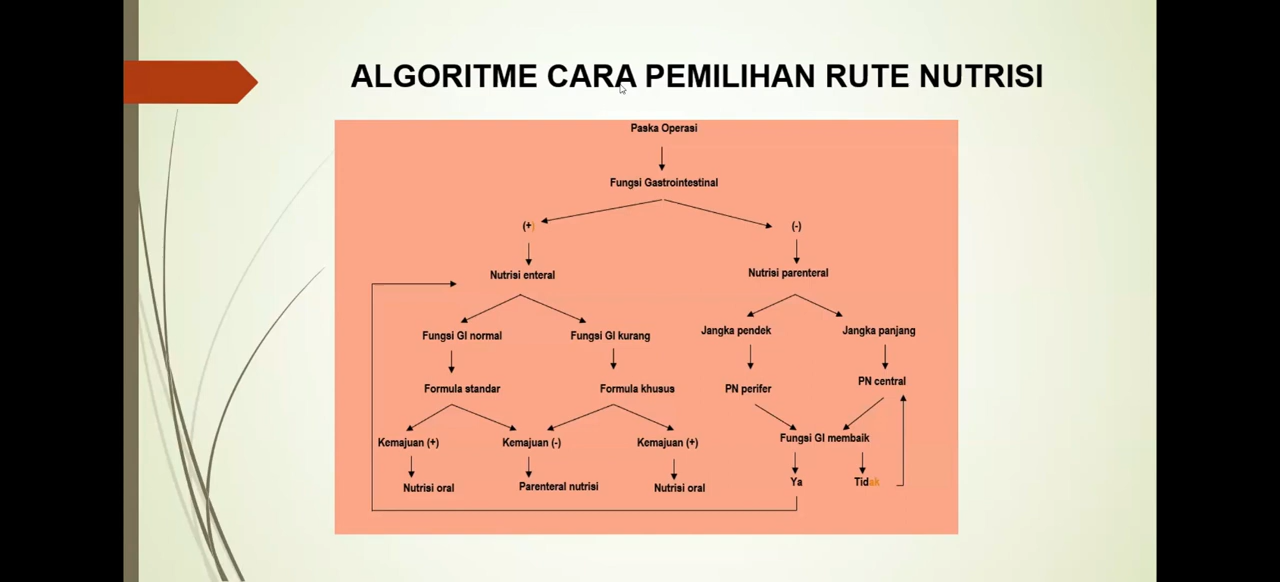 ALGORITME CARA PEMILIHAN RUTE NUTRISI
Paska Operasi
Fungsi Gastrointestinal
(+) (-)
Nutrisi enteral Nutrisi parenteral
Fungsi GI normal Fungsi GI kurang Jangka pendek Jangka panjang
Formula standar Formula khusus PN perifer PN central
Kemajuan (+) Kemajuan (-) Kemajuan (+) Fungsi GI membaik
Nutrisi oral Parenteral nutrisi Nutrisi oral Ya Tidak